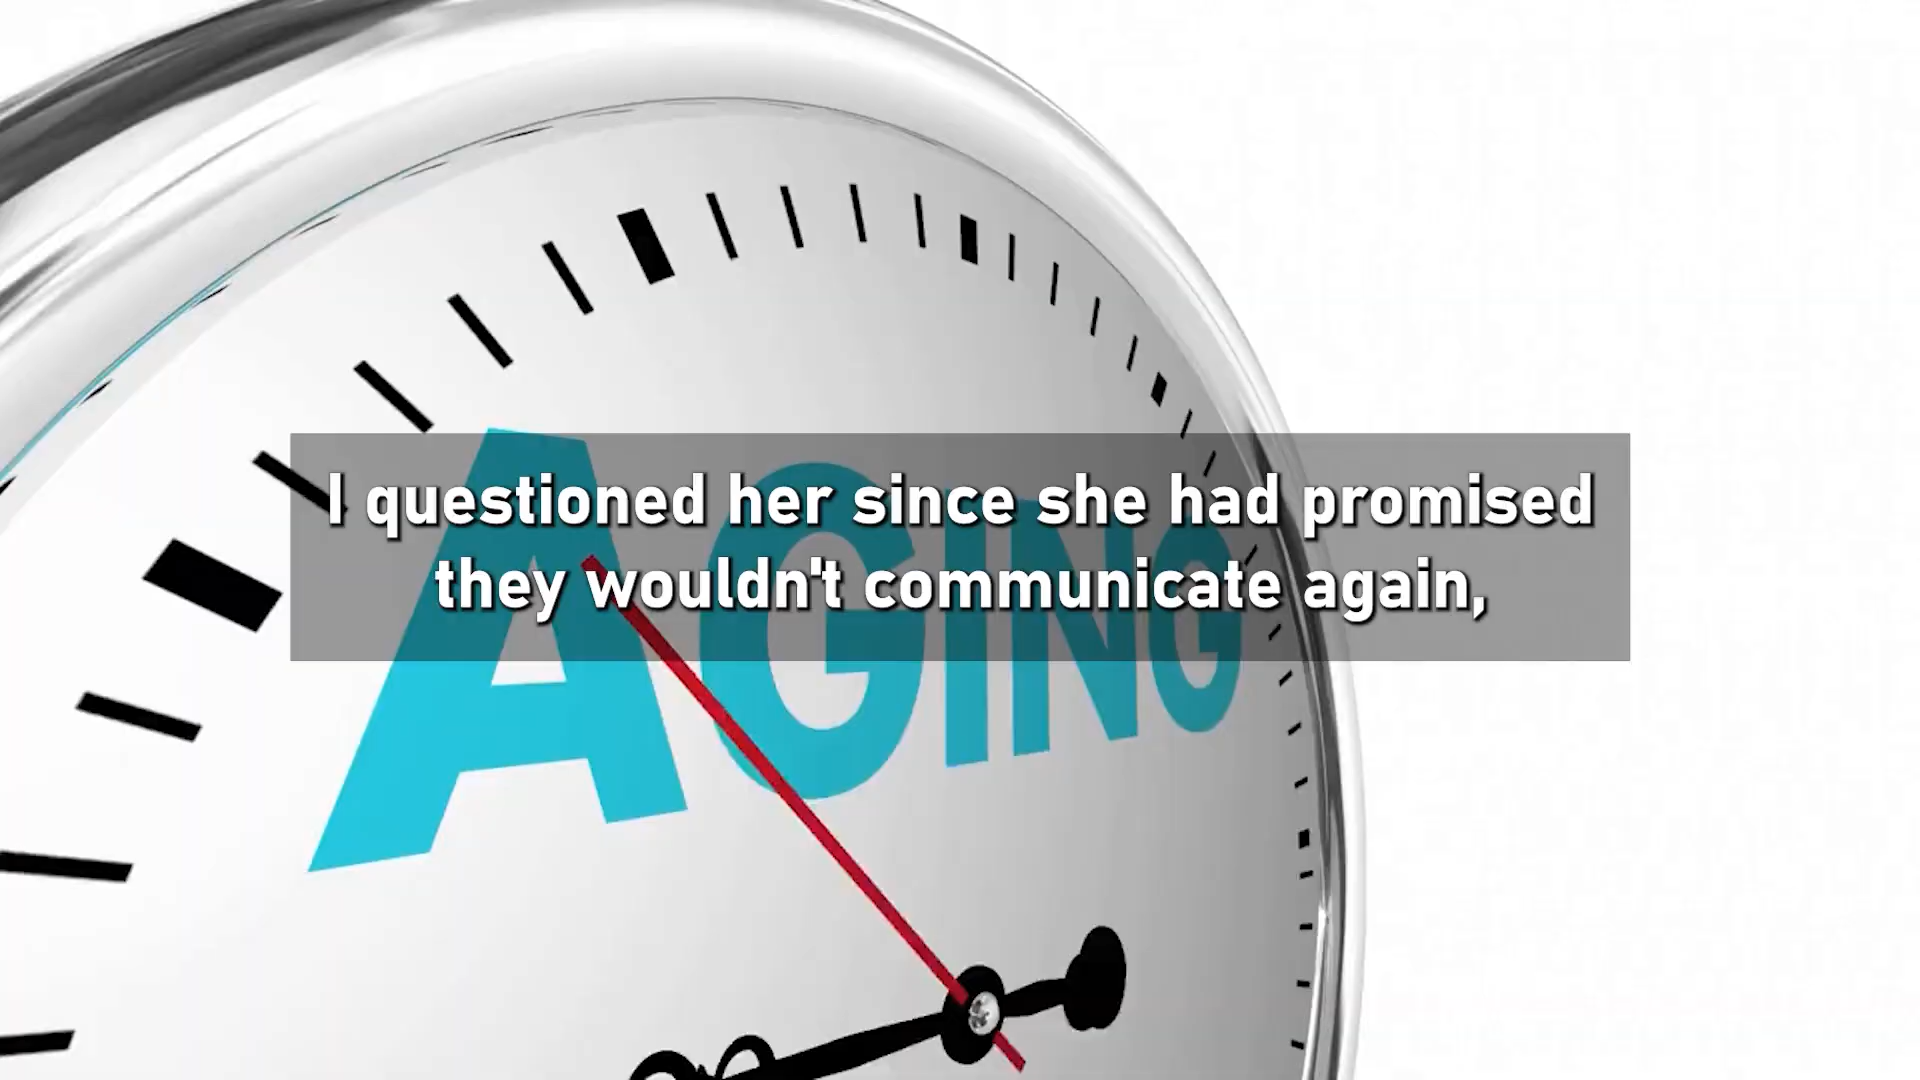 I questioned her since she had promised
they wouldn't communicate again,
AGING